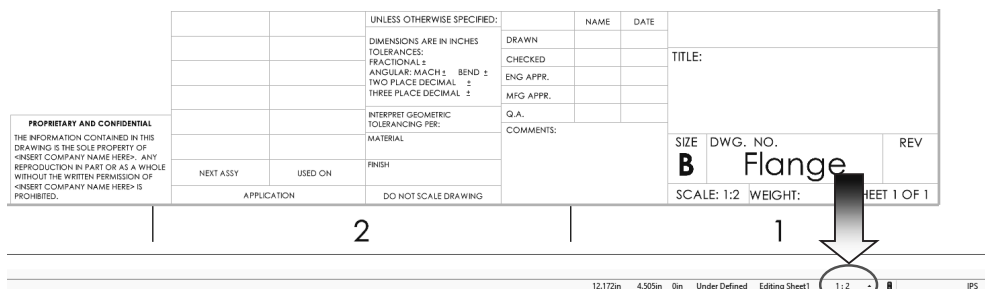 UNLESS OTHERWISE SPECIFIED:
NAME DATE
DIMENSIONS ARE IN INCHES
TOLERANCES:
FRACTIONAL ±
ANGULAR: MACH ± BEND ±
TWO PLACE DECIMAL ±
THREE PLACE DECIMAL ±
DRAWN
CHECKED
ENG APPR.
MFG APPR.
Q.A.
COMMENTS:
TITLE:
INTERPRET GEOMETRIC
TOLERANCING PER:
MATERIAL
FINISH
PROPRIETARY AND CONFIDENTIAL
THE INFORMATION CONTAINED IN THIS
DRAWING IS THE SOLE PROPERTY OF
<INSERT COMPANY NAME HERE>. ANY
REPRODUCTION IN PART OR AS A WHOLE
WITHOUT THE WRITTEN PERMISSION OF
<INSERT COMPANY NAME HERE> IS
PROHIBITED.
NEXT ASSY USED ON
APPLICATION
DO NOT SCALE DRAWING
SIZE DWG. NO. REV
B Flange
SCALE: 1:2 WEIGHT: 1 OF 1
2 1
12.172in 4.505in 0in Under Defined Editing Sheet1 1 : 2 IPS